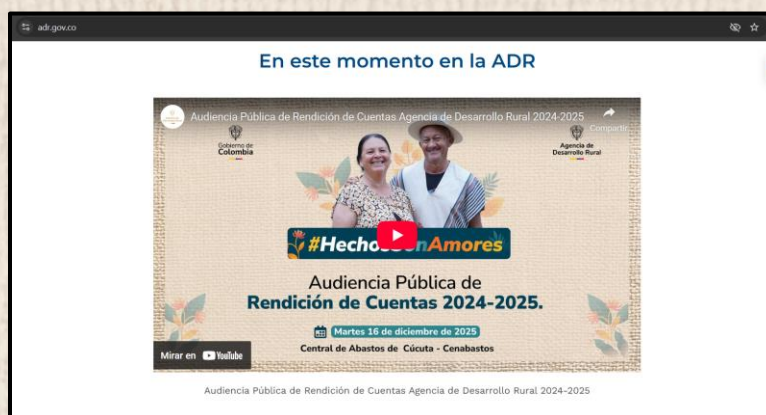 adr.gov.co
En este momento en la ADR
Audiencia Pública de Rendición de Cuentas Agencia de Desarrollo Rural 2024-2025
Compartir
Gobierno de
Colombia
Agencia de
Desarrollo Rural
#HechosSonAmores
Audiencia Pública de
Rendición de Cuentas 2024-2025.
Martes 16 de diciembre de 2025
Central de Abastos de Cúcuta - Cenabastos
Mirar en YouTube
Audiencia Pública de Rendición de Cuentas Agencia de Desarrollo Rural 2024-2025